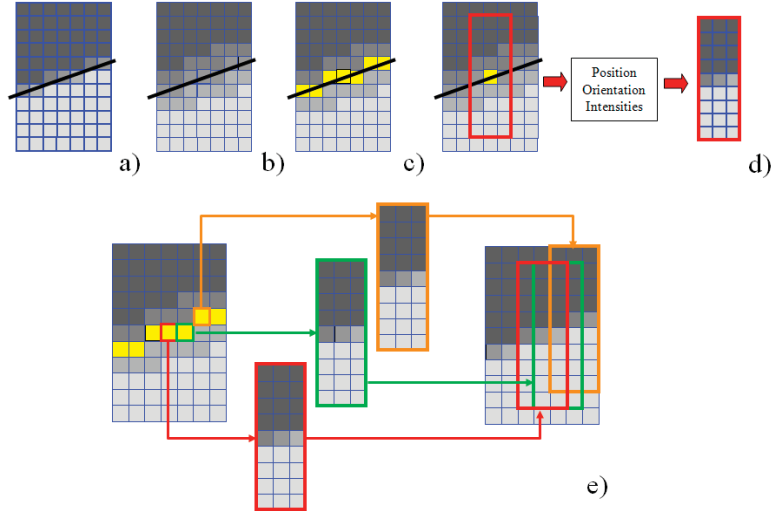 Position
Orientation
Intensities
a)
b)
c)
d)
e)